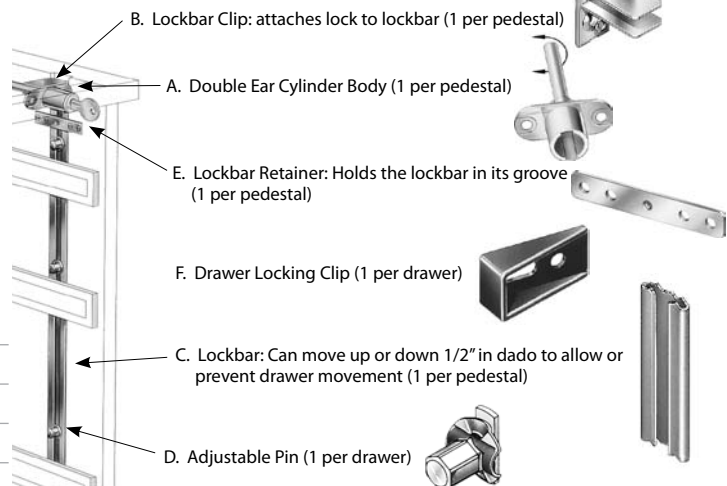 B. Lockbar Clip: attaches lock to lockbar (1 per pedestal)
A. Double Ear Cylinder Body (1 per pedestal)
E. Lockbar Retainer: Holds the lockbar in its groove
(1 per pedestal)
F. Drawer Locking Clip (1 per drawer)
C. Lockbar: Can move up or down 1/2" in dado to allow or
prevent drawer movement (1 per pedestal)
D. Adjustable Pin (1 per drawer)